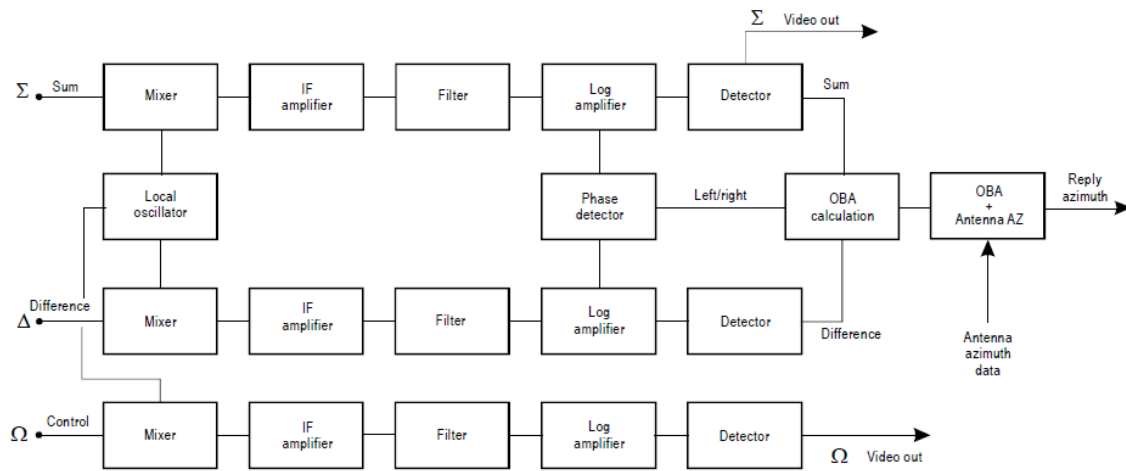 Σ Video out
Σ Sum
Mixer
IF
amplifier
Filter
Log
amplifier
Detector
Sum
Local
oscillator
Phase
detector
Left/right
OBA
calculation
OBA
+
Antenna AZ
Reply
azimuth
Difference
Δ
Mixer
IF
amplifier
Filter
Log
amplifier
Detector
Difference
Antenna
azimuth
data
Control
Ω
Mixer
IF
amplifier
Filter
Log
amplifier
Detector
Ω Video out